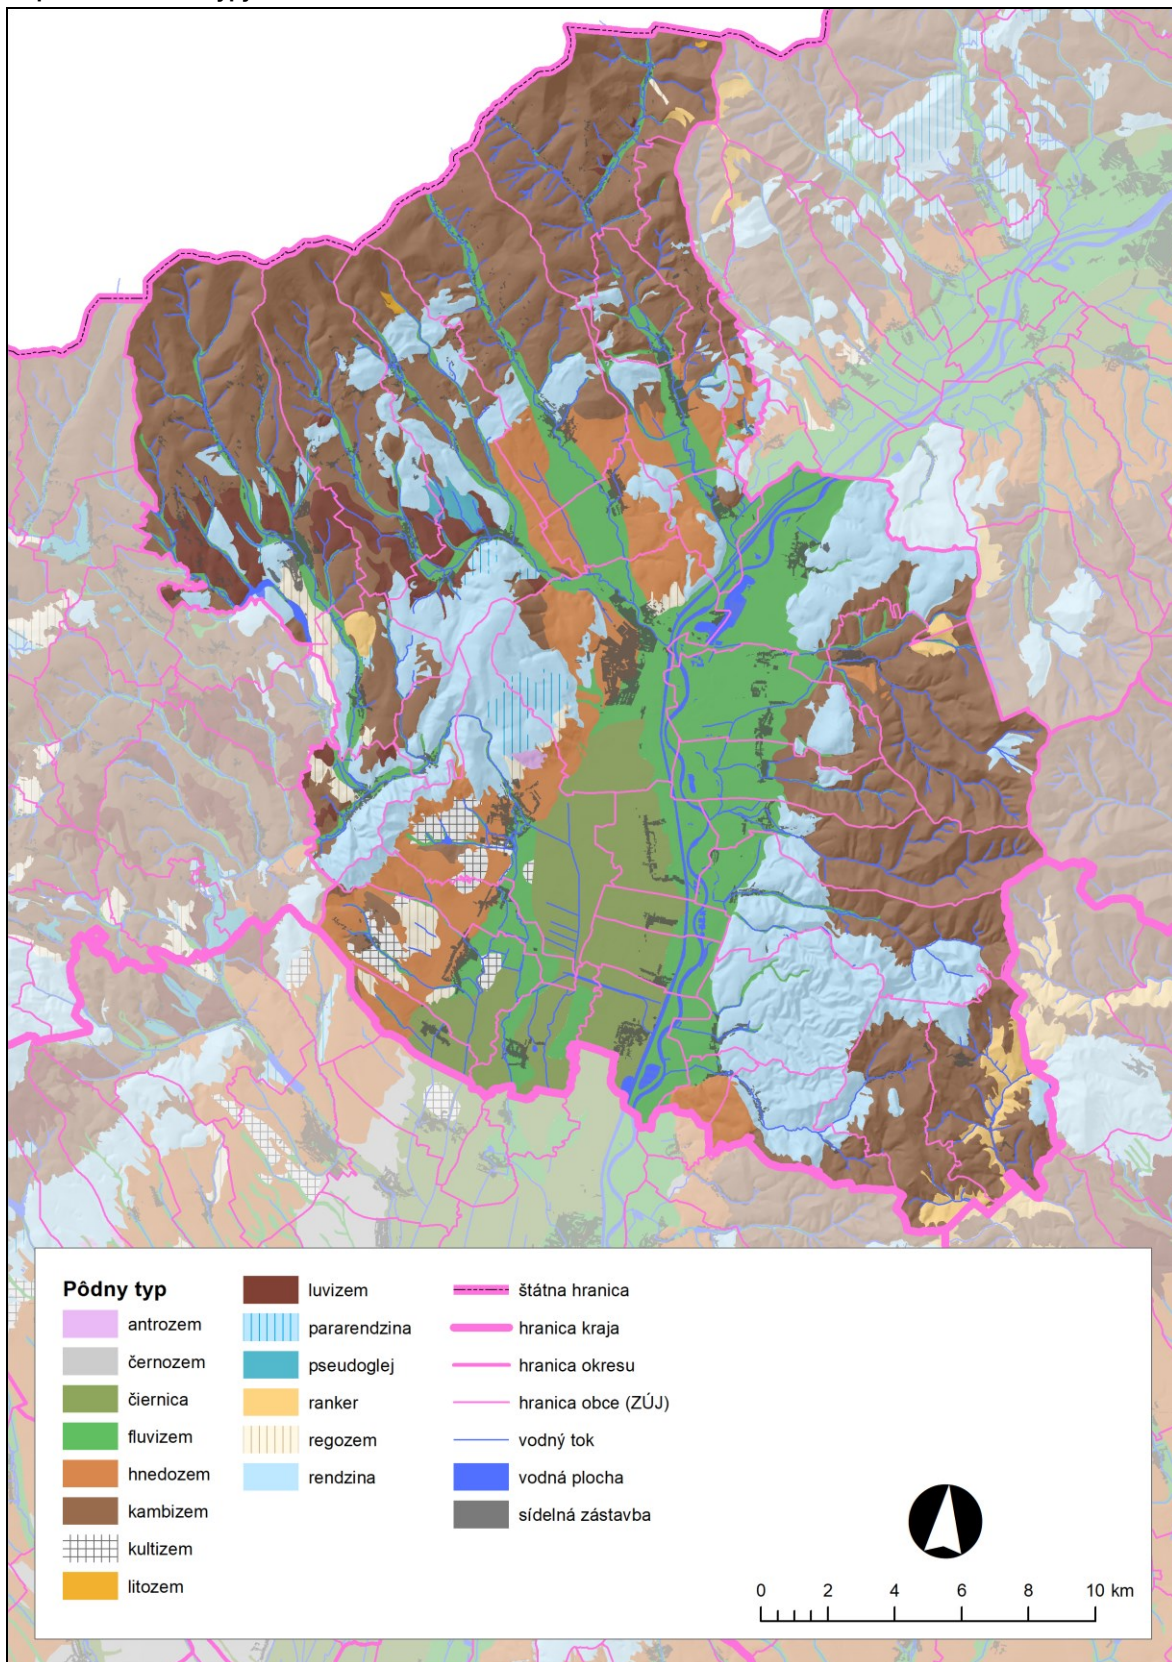 Pôdny typ
antrozem
černozem
čiernica
fluvizem
hnedozem
kambizem
kultizem
litozem
luvizem
pararendzina
pseudoglej
ranker
regozem
rendzina
štátna hranica
hranica kraja
hranica okresu
hranica obce (ZÚJ)
vodný tok
vodná plocha
sídelná zástavba
0 2 4 6 8 10 km